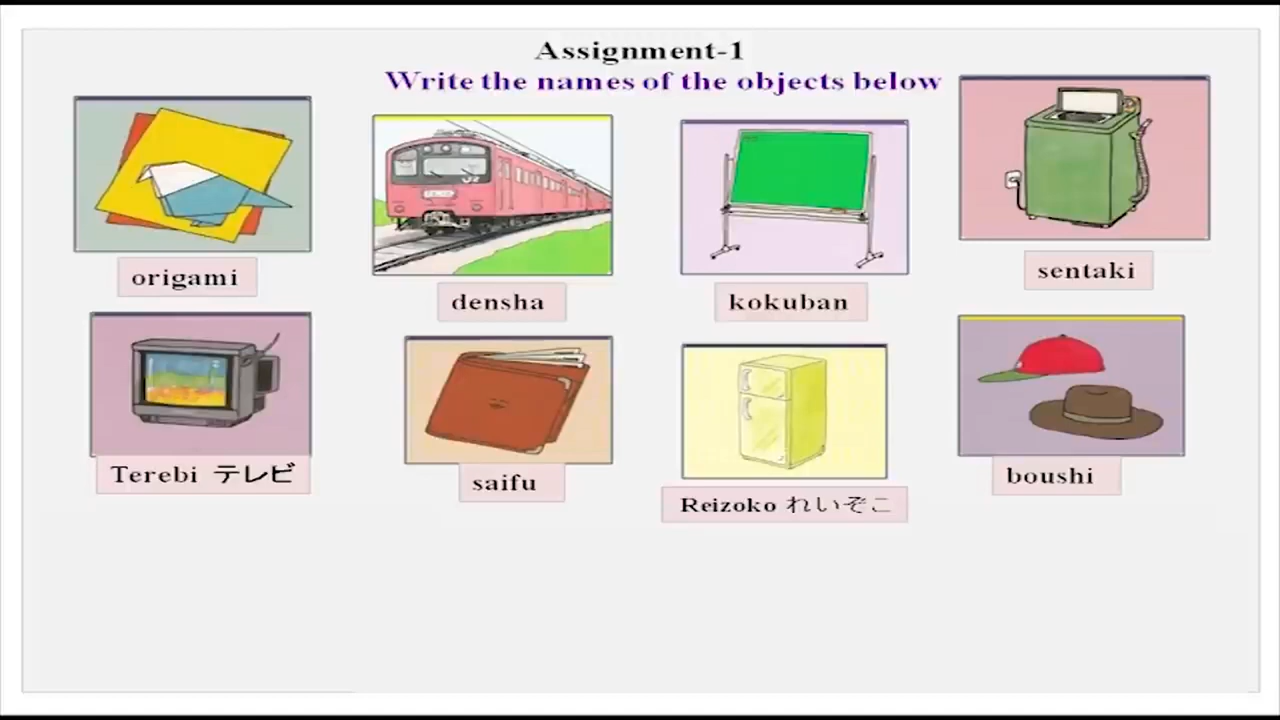 Assignment-1
Write the names of the objects below
origami
densha
kokuban
sentaki
Terebi テレビ
saifu
Reizoko れいぞこ
boushi